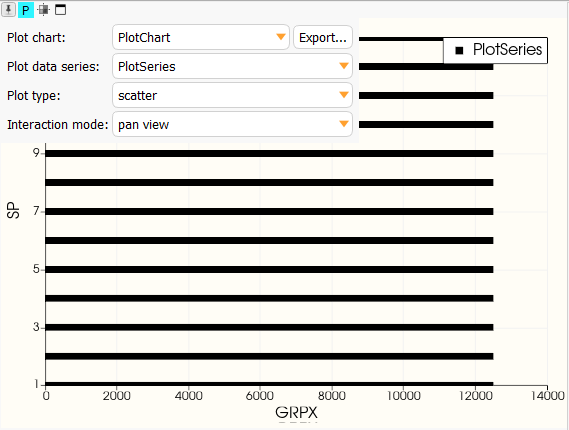 P
Plot chart: PlotChart Export...
Plot data series: PlotSeries
Plot type: scatter
Interaction mode: pan view
PlotSeries
9
7
5
3
1
SP
0 2000 4000 6000 8000 10000 12000 14000
GRPX